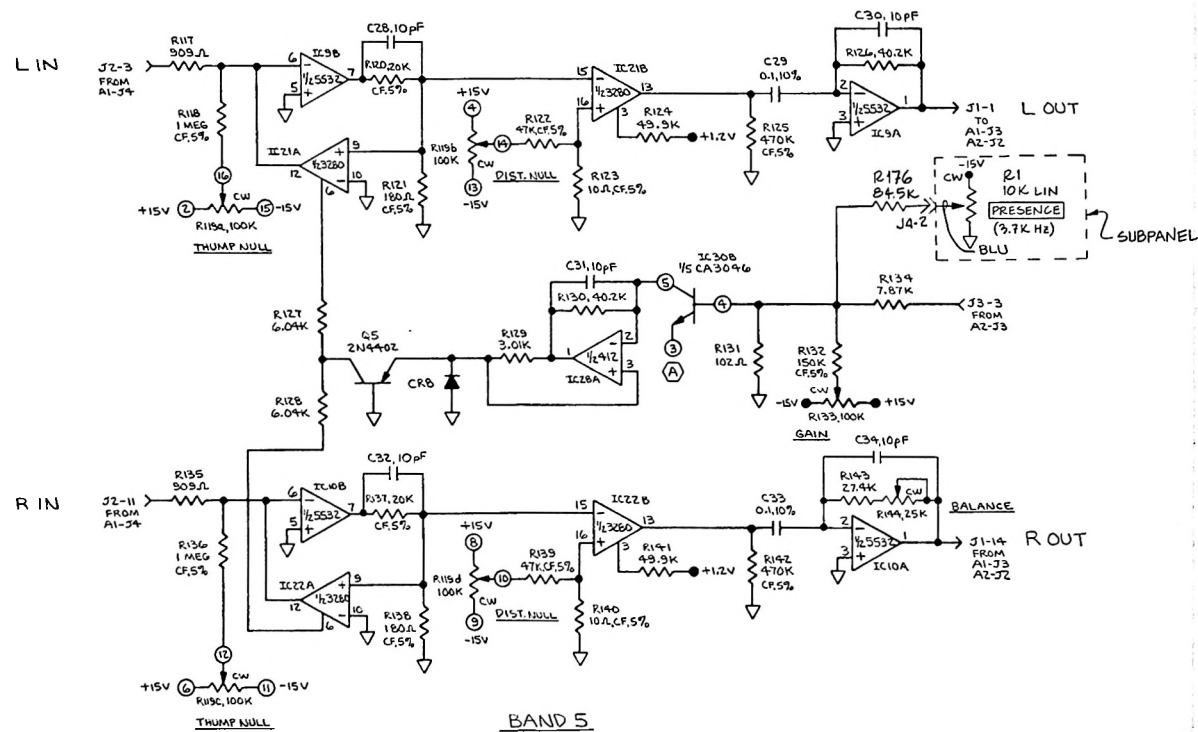 L IN
J2-3
FROM
A1-J4
R117
909Ω
R118
1 MEG
CF,5%
16
CW
+15V
2
15
-15V
R119a,100K
THUMP NULL
C28,10pF
IC9B
6
5
7
1/2 5532
R120,20K
CF,5%
IC21A
12
1/2 3280
9
10
6
R121
180Ω
CF,5%
+15V
4
R119b
100K
CW
14
13
-15V
DIST. NULL
R122
47K,CF,5%
R123
10Ω,CF,5%
IC21B
15
16
13
3
1/2 3280
R124
49.9K
+1.2V
C29
0.1,10%
R125
470K
CF,5%
C30,10pF
R126,40.2K
2
3
1
1/2 5532
IC9A
J1-1
TO
A1-J3
A2-J2
L OUT
R176
84.5K
J4-2
-15V
CW
R1
10K LIN
PRESENCE
(3.7K HZ)
BLU
SUBPANEL
R134
7.87K
J3-3
FROM
A2-J3
IC30B
1/5 CA3046
5
4
3
A
R131
102Ω
R132
150K
CF,5%
CW
-15V
+15V
R133,100K
GAIN
C31,10pF
R130,40.2K
2
3
1
1/2 412
IC28A
R129
3.01K
CR8
Q5
2N4402
R127
6.04K
R128
6.04K
R IN
J2-11
FROM
A1-J4
R135
909Ω
R136
1 MEG
CF,5%
12
CW
+15V
6
11
-15V
R119C,100K
THUMP NULL
C32,10pF
IC10B
6
5
7
1/2 5532
R137,20K
CF,5%
IC22A
12
1/2 3280
9
10
6
R138
180Ω
CF,5%
+15V
8
R119d
100K
CW
10
9
-15V
DIST. NULL
R139
47K,CF,5%
R140
10Ω,CF,5%
IC22B
15
16
13
3
1/2 3280
R141
49.9K
+1.2V
C33
0.1,10%
R142
470K
CF,5%
C34,10pF
R143
27.4K
CW
R144,25K
BALANCE
2
3
1
1/2 5532
IC10A
J1-14
FROM
A1-J3
A2-J2
R OUT
BAND 5